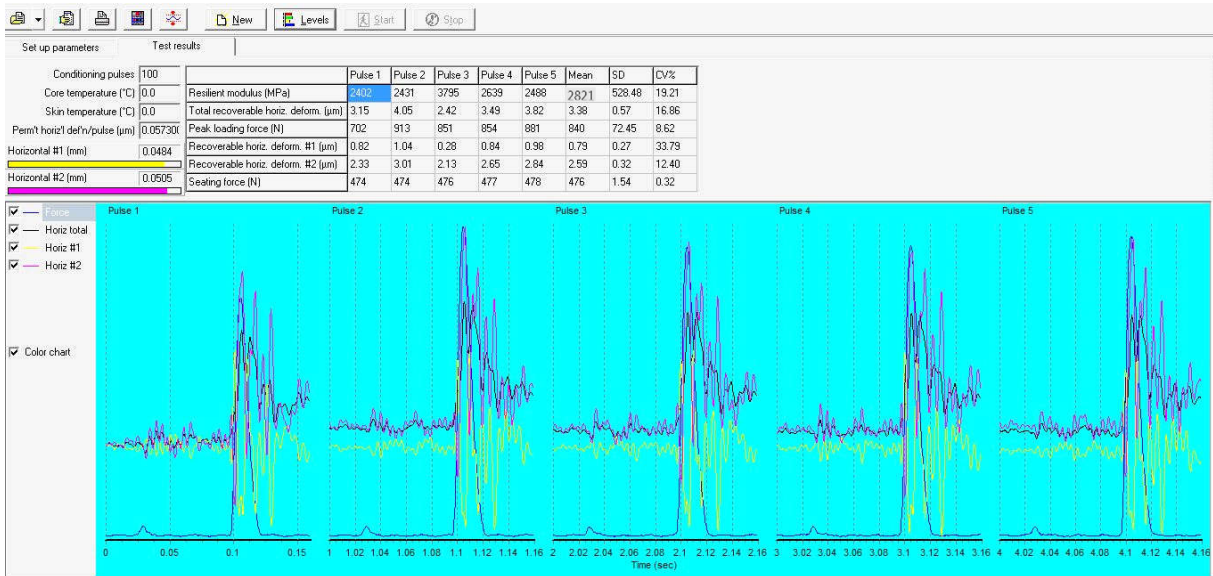 New Levels Start Stop
Set up parameters Test results
Conditioning pulses 100
Core temperature (°C) 0.0
Skin temperature (°C) 0.0
Perm't horiz'l def'n/pulse (µm) 0.05730
Horizontal #1 (mm) 0.0484
Horizontal #2 (mm) 0.0505
Pulse 1 Pulse 2 Pulse 3 Pulse 4 Pulse 5 Mean SD CV%
Resilient modulus (MPa) 2402 2431 3795 2639 2488 2821 528.48 19.21
Total recoverable horiz. deform. (µm) 3.15 4.05 2.42 3.49 3.82 3.38 0.57 16.86
Peak loading force (N) 702 913 851 854 881 840 72.45 8.62
Recoverable horiz. deform. #1 (µm) 0.82 1.04 0.28 0.84 0.98 0.79 0.27 33.79
Recoverable horiz. deform. #2 (µm) 2.33 3.01 2.13 2.65 2.84 2.59 0.32 12.40
Seating force (N) 474 474 476 477 478 476 1.54 0.32
Force
Horiz total
Horiz #1
Horiz #2
Color chart
Pulse 1 Pulse 2 Pulse 3 Pulse 4 Pulse 5
0 0.05 0.1 0.15 1 1.02 1.04 1.06 1.08 1.1 1.12 1.14 1.16 2 2.02 2.04 2.06 2.08 2.1 2.12 2.14 2.16 3 3.02 3.04 3.06 3.08 3.1 3.12 3.14 3.16 4 4.02 4.04 4.06 4.08 4.1 4.12 4.14 4.16
Time (sec)